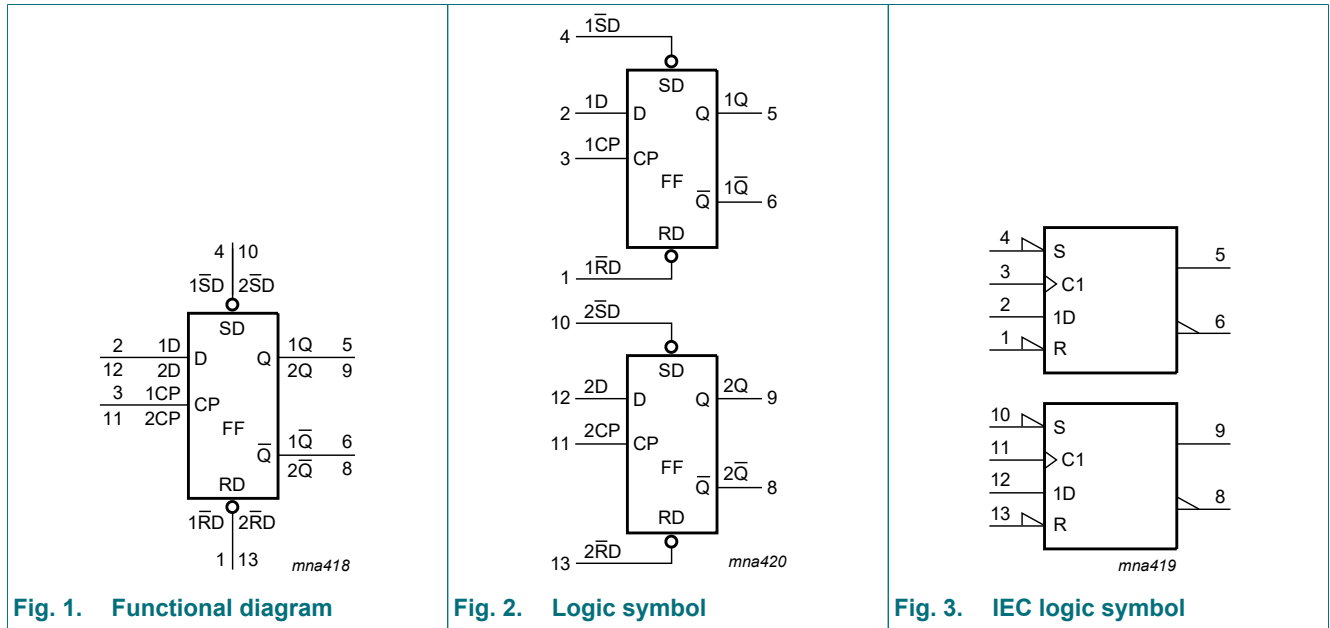 4 10
1S̅D 2S̅D
SD
2 1D D Q 1Q 5
12 2D 2Q 9
3 1CP CP
11 2CP
FF
Q̅ 1Q̅ 6
2Q̅ 8
RD
1R̅D 2R̅D
1 13
mna418
Fig. 1. Functional diagram
4 1S̅D
SD
2 1D D Q 1Q 5
3 1CP CP
FF
Q̅ 1Q̅ 6
RD
1 1R̅D
10 2S̅D
SD
12 2D D Q 2Q 9
11 2CP CP
FF
Q̅ 2Q̅ 8
RD
13 2R̅D
mna420
Fig. 2. Logic symbol
4 S 5
3 C1
2 1D 6
1 R
10 S 9
11 C1
12 1D 8
13 R
mna419
Fig. 3. IEC logic symbol